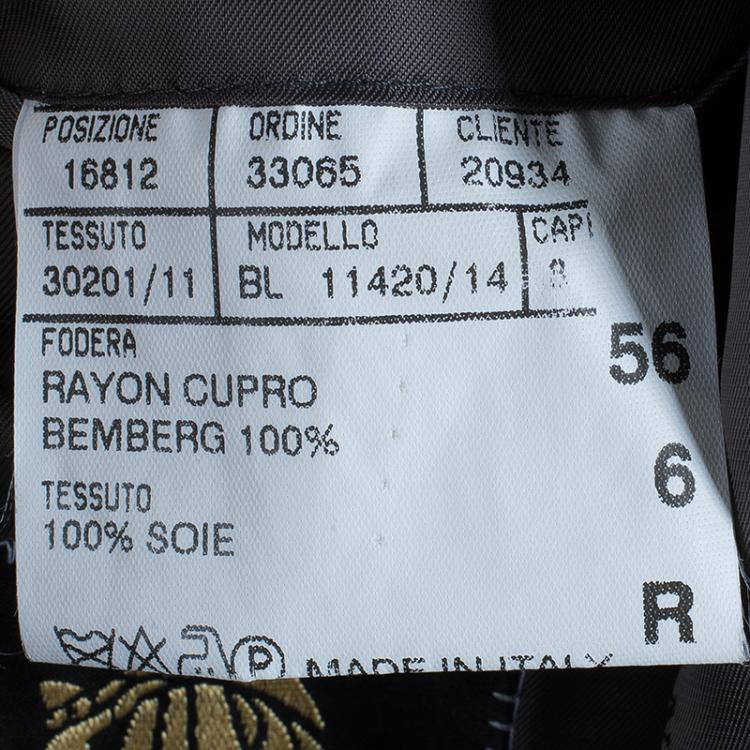 POSIZIONE ORDINE CLIENTE
16812 33065 20934
TESSUTO MODELLO CAPI
30201/11 BL 11420/14
FODERA
56
RAYON CUPRO
BEMBERG 100%
6
TESSUTO
100% SOIE
R
P MADE IN ITALY